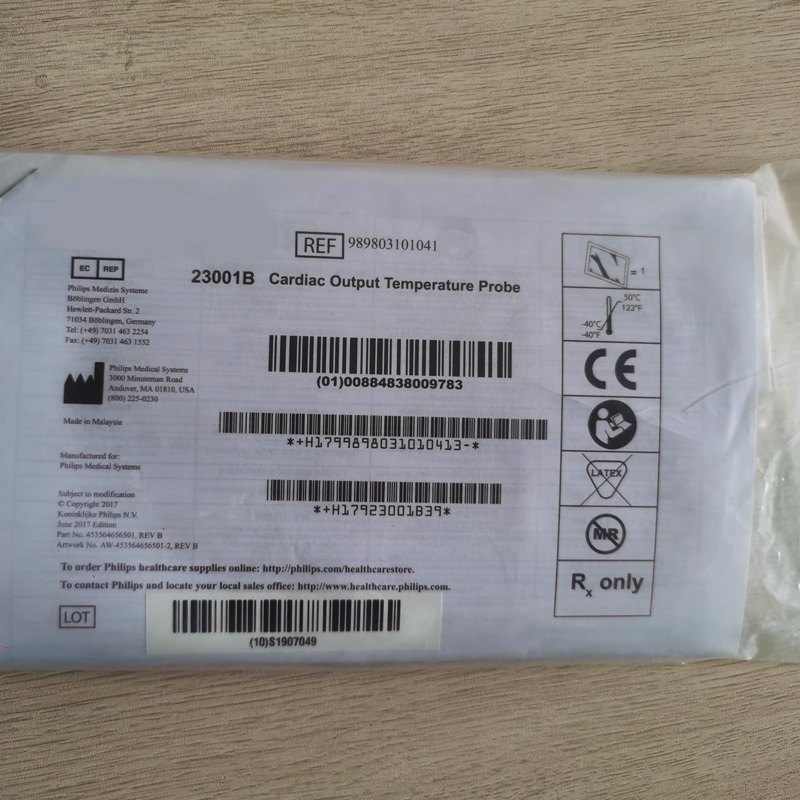 REF 989803101041
23001B Cardiac Output Temperature Probe
EC REP
Philips Medizin Systeme
Böblingen GmbH
Hewlett-Packard Str. 2
71034 Böblingen, Germany
Tel: (+49) 7031 463 2254
Fax: (+49) 7031 463 1552
Philips Medical Systems
3000 Minuteman Road
Andover, MA 01810, USA
(800) 225-0230
Made in Malaysia
Manufactured for:
Philips Medical Systems
Subject to modification
© Copyright 2017
Koninklijke Philips N.V.
June 2017 Edition
Part No. 453564656501, REV B
Artwork No. AW-453564656501-2, REV B
(01)00884838009783
*+H1799898031010413-*
*+H17923001B39*
To order Philips healthcare supplies online: http://philips.com/healthcarestore.
To contact Philips and locate your local sales office: http://www.healthcare.philips.com.
LOT
(10)S1907049
= 1
50°C
122°F
-40°C
-40°F
CE
LATEX
MR
Rx only